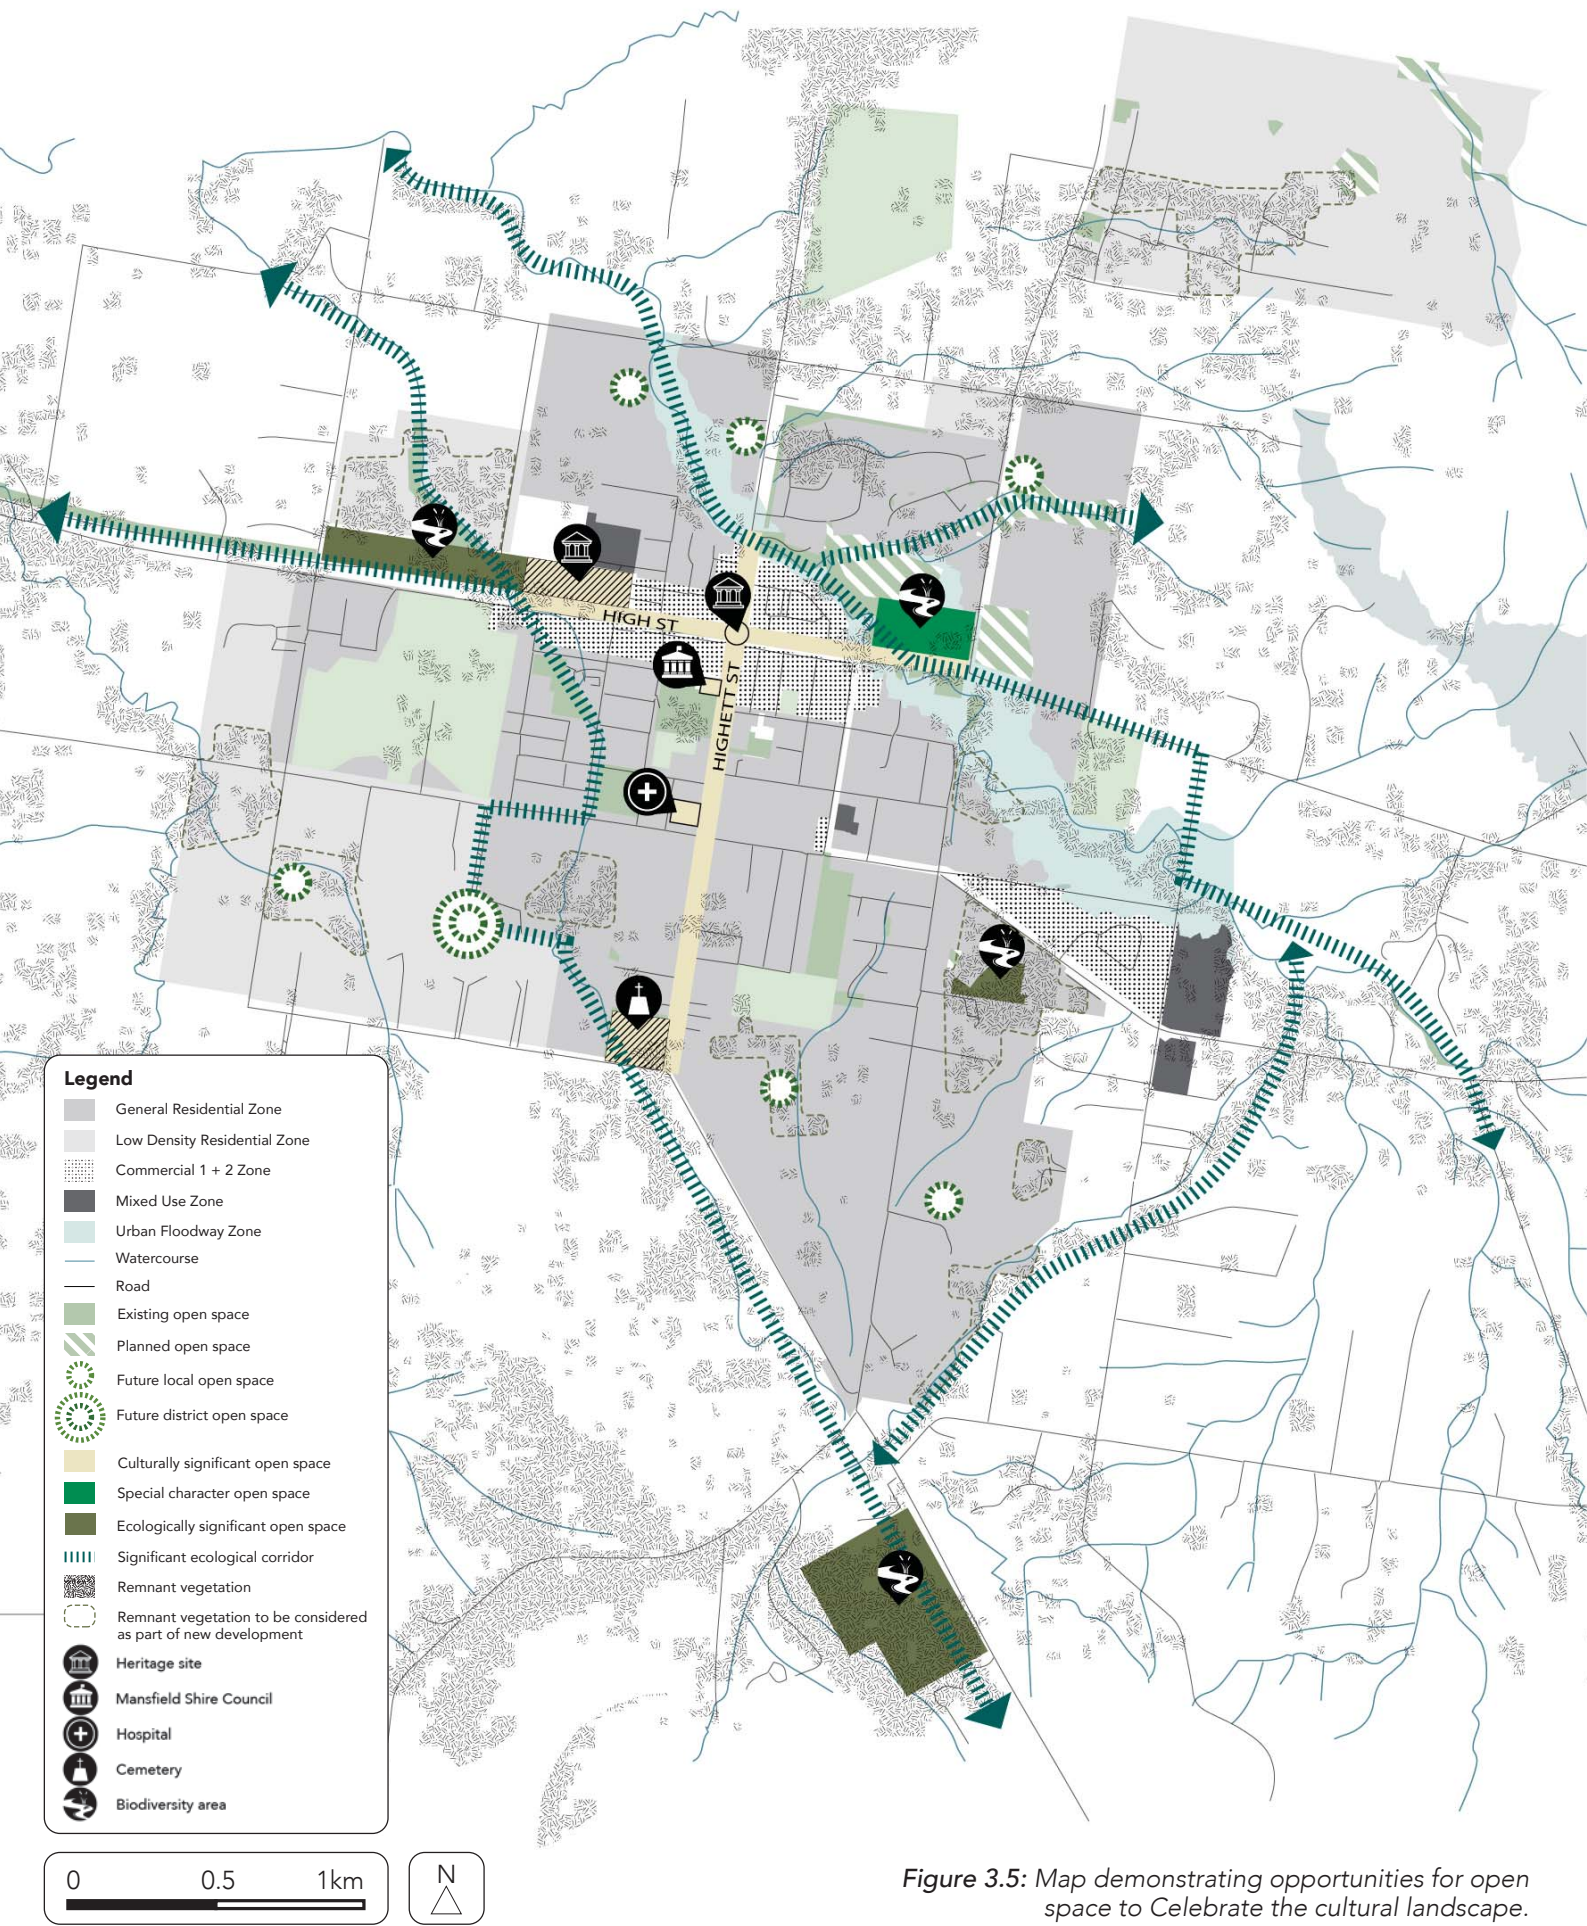 HIGH ST
HIGHETT ST
Legend
General Residential Zone
Low Density Residential Zone
Commercial 1 + 2 Zone
Mixed Use Zone
Urban Floodway Zone
Watercourse
Road
Existing open space
Planned open space
Future local open space
Future district open space
Culturally significant open space
Special character open space
Ecologically significant open space
Significant ecological corridor
Remnant vegetation
Remnant vegetation to be considered
as part of new development
Heritage site
Mansfield Shire Council
Hospital
Cemetery
Biodiversity area
0 0.5 1km
N
Figure 3.5: Map demonstrating opportunities for open
space to Celebrate the cultural landscape.